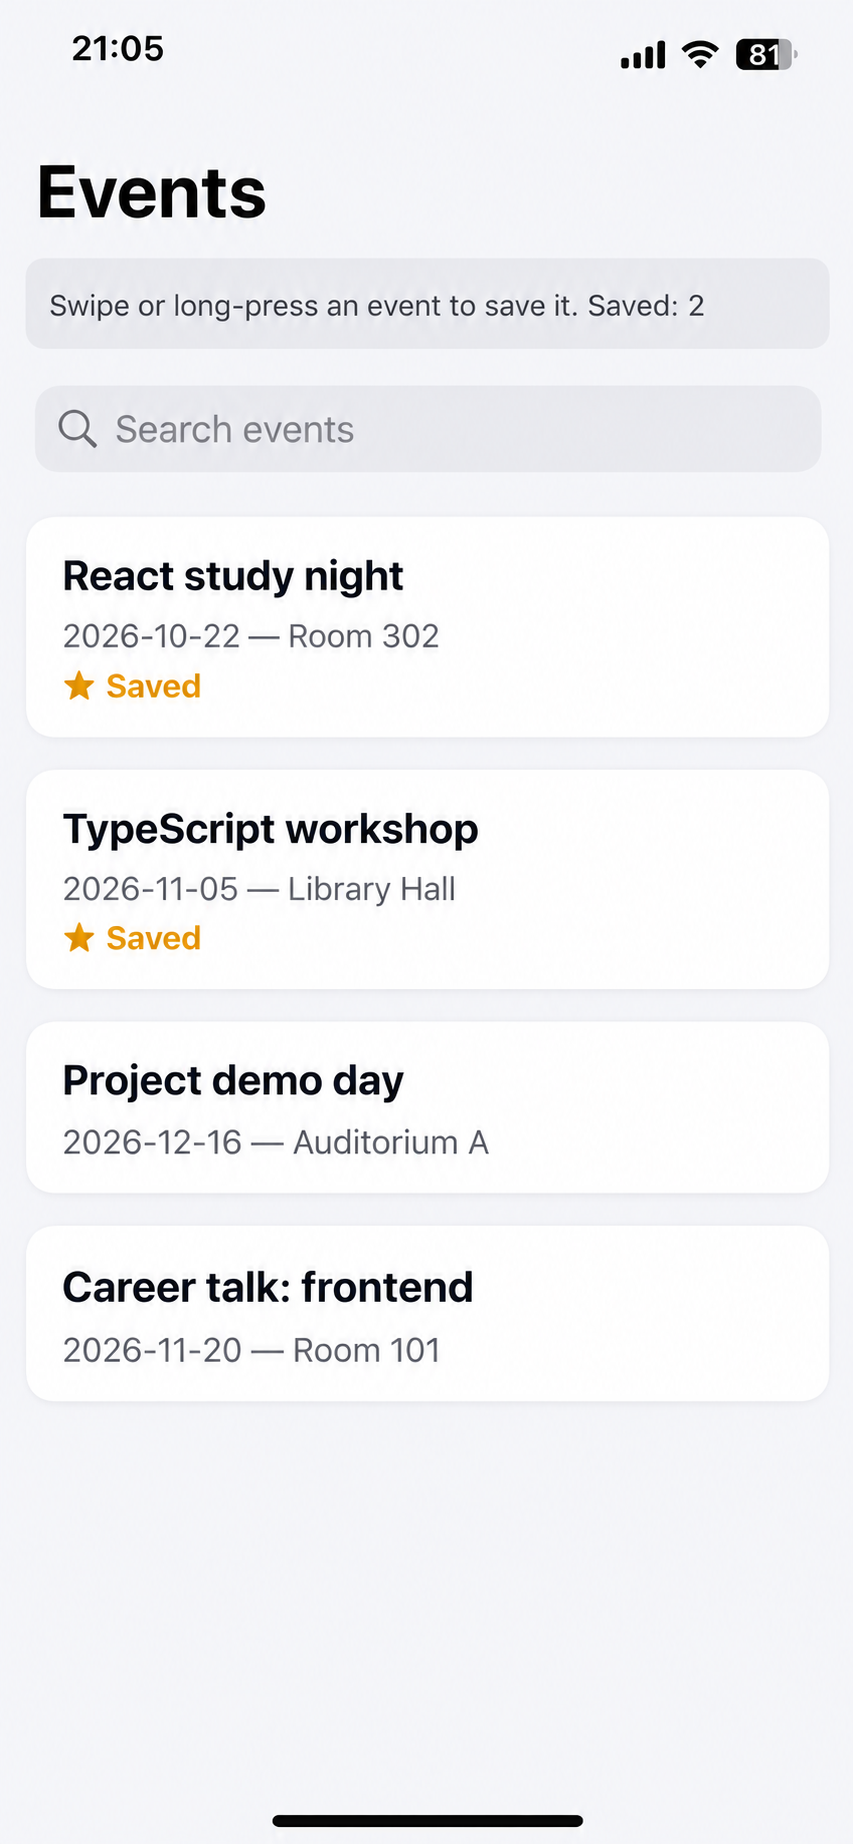 21:05
81
Events
Swipe or long-press an event to save it. Saved: 2
Search events
React study night
2026-10-22 — Room 302
★ Saved
TypeScript workshop
2026-11-05 — Library Hall
★ Saved
Project demo day
2026-12-16 — Auditorium A
Career talk: frontend
2026-11-20 — Room 101